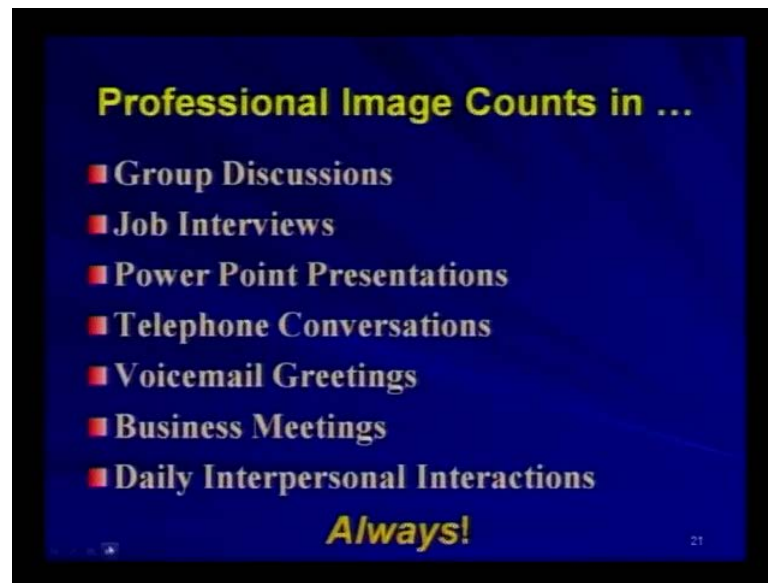 Professional Image Counts in ...
Group Discussions
Job Interviews
Power Point Presentations
Telephone Conversations
Voicemail Greetings
Business Meetings
Daily Interpersonal Interactions
Always!
21